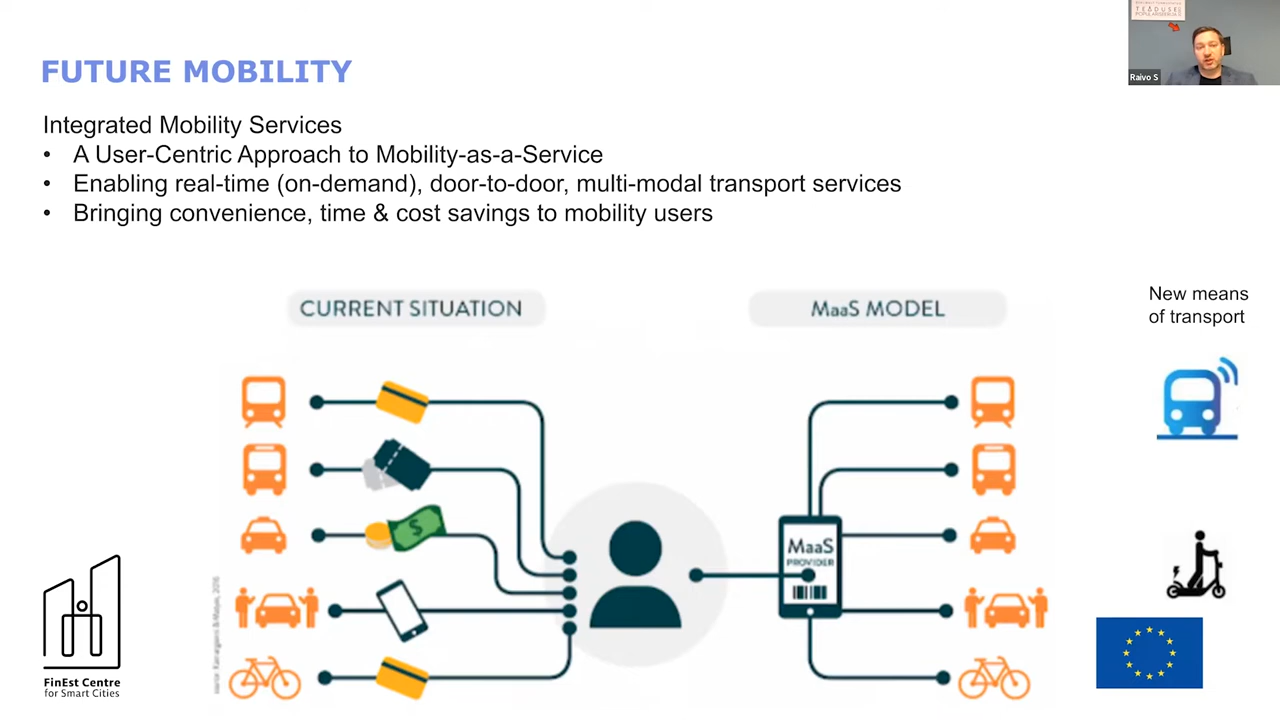 FUTURE MOBILITY
Integrated Mobility Services
• A User-Centric Approach to Mobility-as-a-Service
• Enabling real-time (on-demand), door-to-door, multi-modal transport services
• Bringing convenience, time & cost savings to mobility users
Raivo S
CURRENT SITUATION
MaaS MODEL
New means
of transport
$
MaaS
PROVIDER
FinEst Centre
for Smart Cities